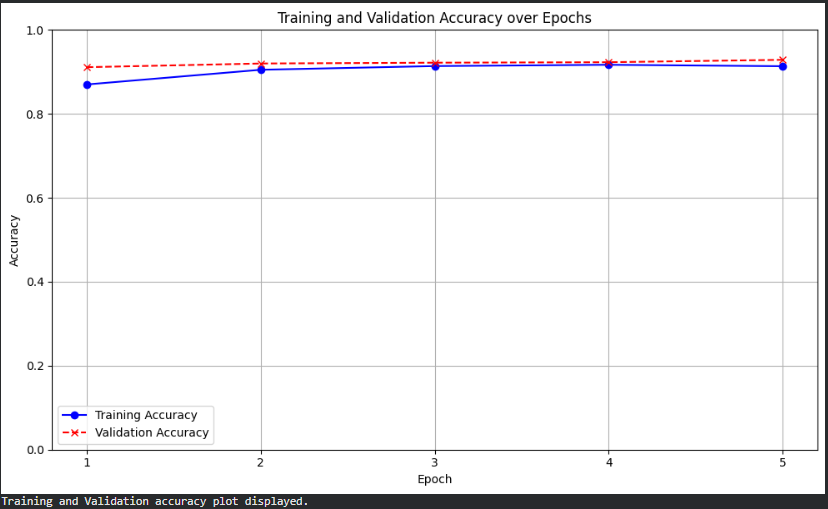 Training and Validation Accuracy over Epochs
1.0
0.8
0.6
0.4
0.2
0.0
Accuracy
Training Accuracy
Validation Accuracy
1 2 3 4 5
Epoch
Training and Validation accuracy plot displayed.